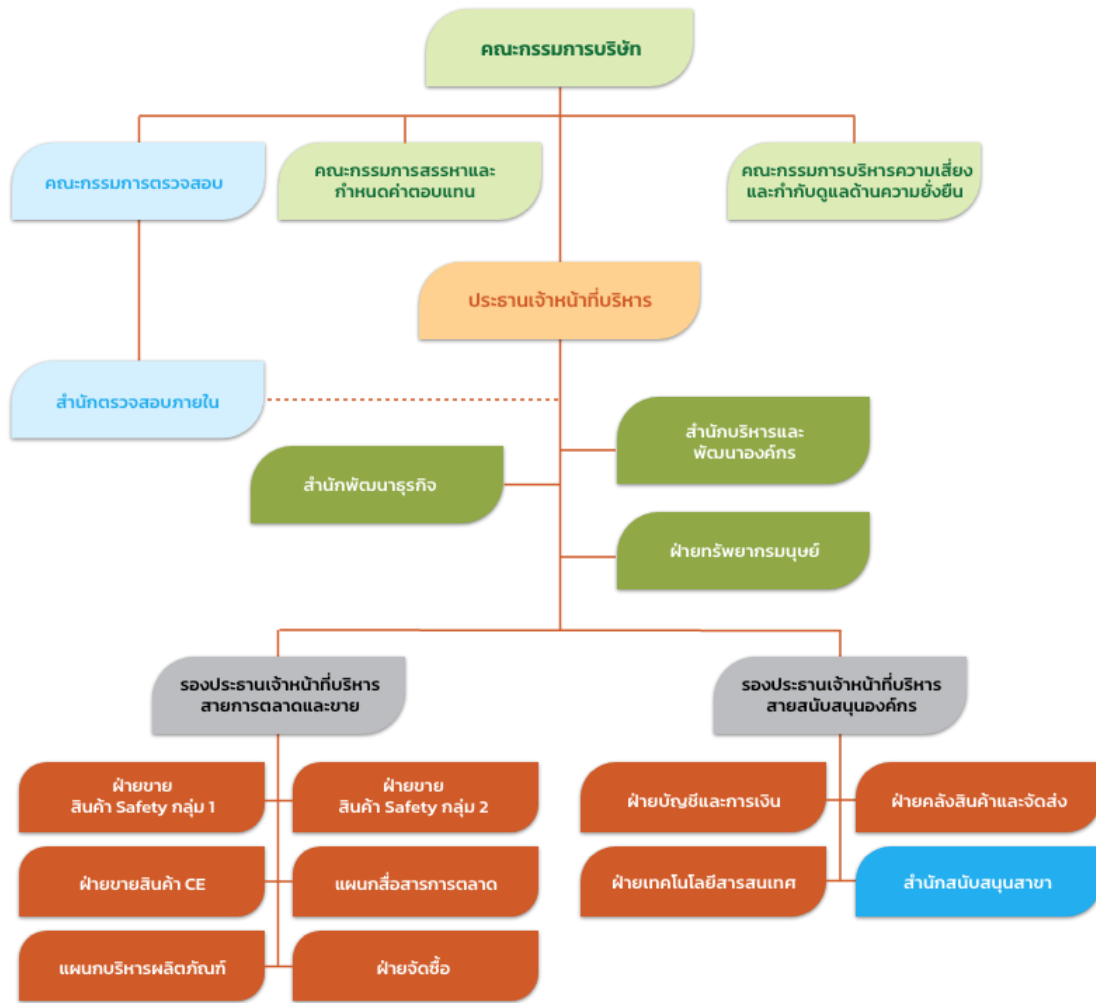 คณะกรรมการบริษัท
คณะกรรมการตรวจสอบ
คณะกรรมการสรรหาและ
กำหนดค่าตอบแทน
คณะกรรมการบริหารความเสี่ยง
และกำกับดูแลด้านความยั่งยืน
ประธานเจ้าหน้าที่บริหาร
สำนักตรวจสอบภายใน
สำนักบริหารและ
พัฒนาองค์กร
สำนักพัฒนาธุรกิจ
ฝ่ายทรัพยากรมนุษย์
รองประธานเจ้าหน้าที่บริหาร
สายการตลาดและขาย
รองประธานเจ้าหน้าที่บริหาร
สายสนับสนุนองค์กร
ฝ่ายขาย
สินค้า Safety กลุ่ม 1
ฝ่ายขาย
สินค้า Safety กลุ่ม 2
ฝ่ายบัญชีและการเงิน
ฝ่ายคลังสินค้าและจัดส่ง
ฝ่ายขายสินค้า CE
แผนกสื่อสารการตลาด
ฝ่ายเทคโนโลยีสารสนเทศ
สำนักสนับสนุนสาขา
แผนกบริหารผลิตภัณฑ์
ฝ่ายจัดซื้อ